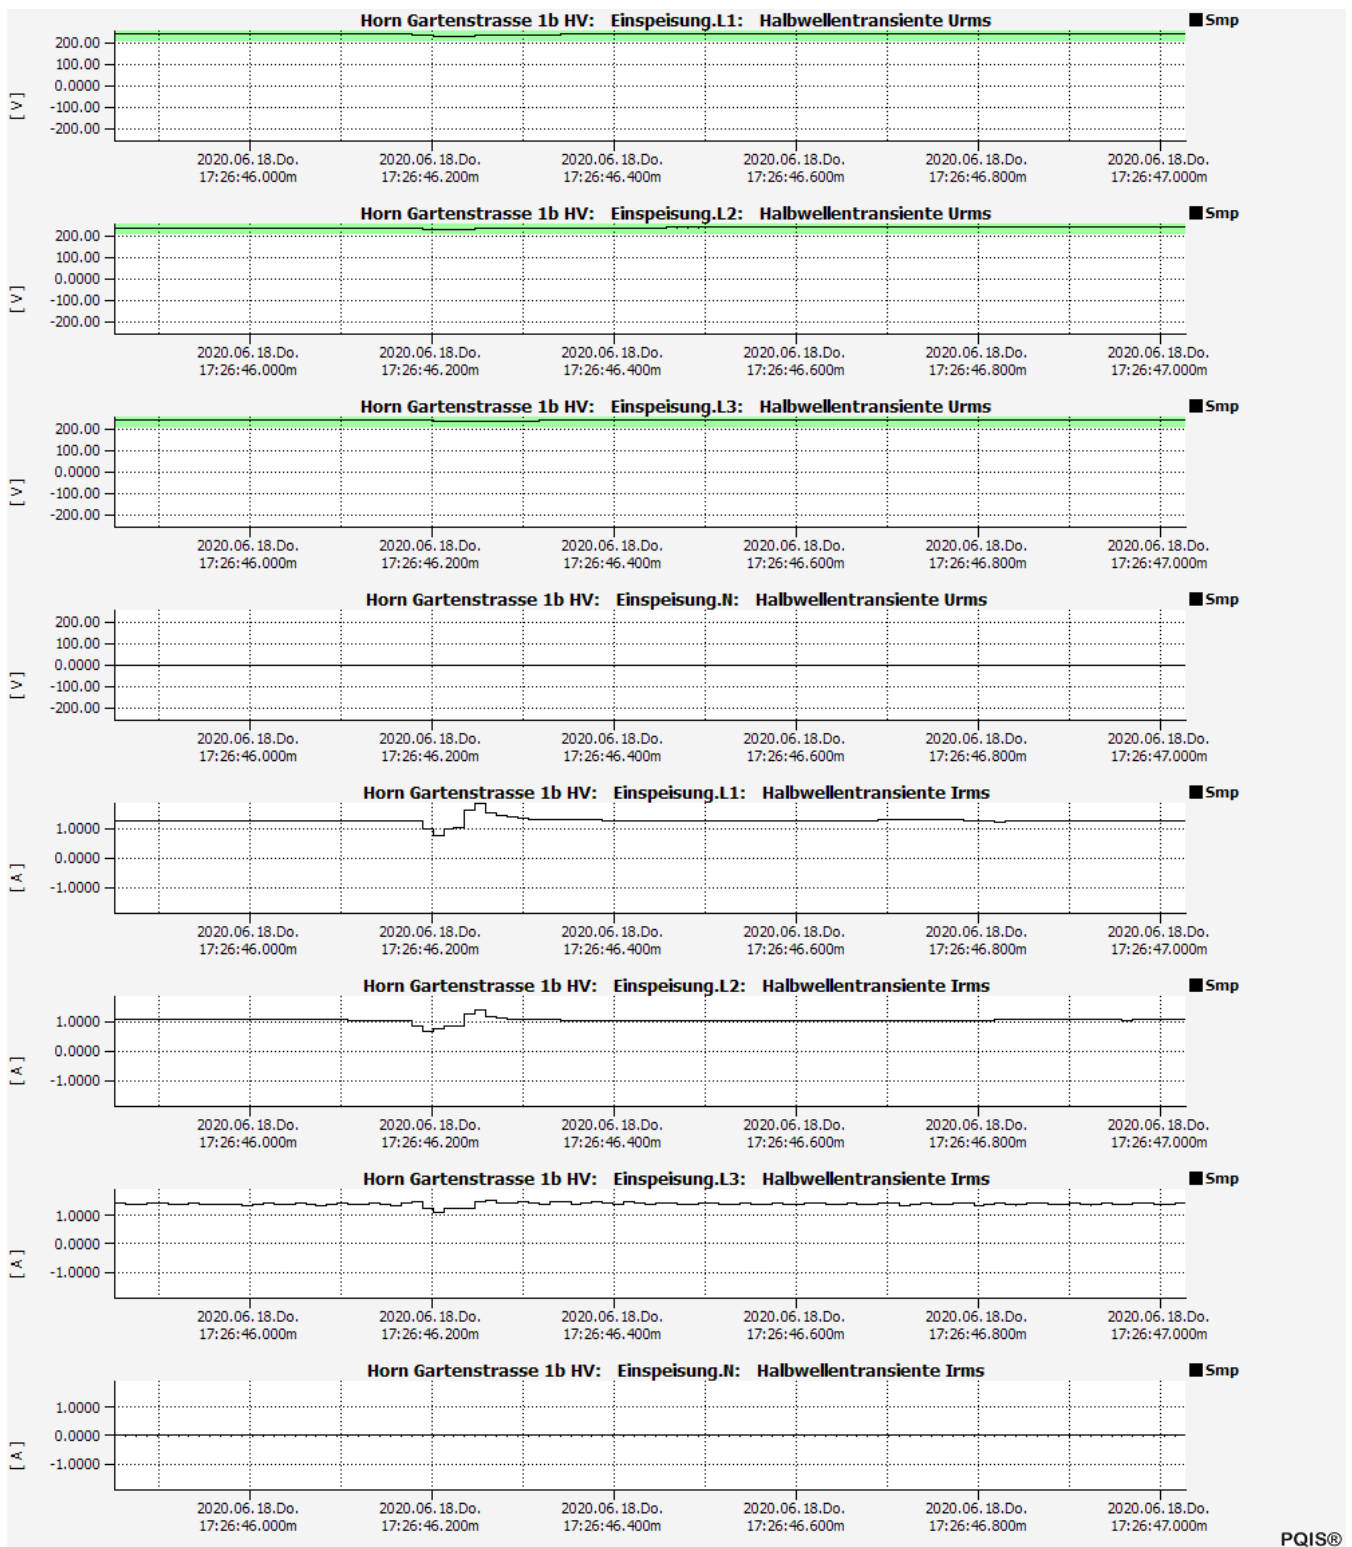 Horn Gartenstrasse 1b HV: Einspeisung.L1: Halbwellentransiente Urms
Smp
200.00
100.00
0.0000
-100.00
-200.00
[ V ]
2020.06.18.Do. 2020.06.18.Do. 2020.06.18.Do. 2020.06.18.Do. 2020.06.18.Do. 2020.06.18.Do.
17:26:46.000m 17:26:46.200m 17:26:46.400m 17:26:46.600m 17:26:46.800m 17:26:47.000m
Horn Gartenstrasse 1b HV: Einspeisung.L2: Halbwellentransiente Urms
Smp
200.00
100.00
0.0000
-100.00
-200.00
[ V ]
2020.06.18.Do. 2020.06.18.Do. 2020.06.18.Do. 2020.06.18.Do. 2020.06.18.Do. 2020.06.18.Do.
17:26:46.000m 17:26:46.200m 17:26:46.400m 17:26:46.600m 17:26:46.800m 17:26:47.000m
Horn Gartenstrasse 1b HV: Einspeisung.L3: Halbwellentransiente Urms
Smp
200.00
100.00
0.0000
-100.00
-200.00
[ V ]
2020.06.18.Do. 2020.06.18.Do. 2020.06.18.Do. 2020.06.18.Do. 2020.06.18.Do. 2020.06.18.Do.
17:26:46.000m 17:26:46.200m 17:26:46.400m 17:26:46.600m 17:26:46.800m 17:26:47.000m
Horn Gartenstrasse 1b HV: Einspeisung.N: Halbwellentransiente Urms
Smp
200.00
100.00
0.0000
-100.00
-200.00
[ V ]
2020.06.18.Do. 2020.06.18.Do. 2020.06.18.Do. 2020.06.18.Do. 2020.06.18.Do. 2020.06.18.Do.
17:26:46.000m 17:26:46.200m 17:26:46.400m 17:26:46.600m 17:26:46.800m 17:26:47.000m
Horn Gartenstrasse 1b HV: Einspeisung.L1: Halbwellentransiente Irms
Smp
1.0000
0.0000
-1.0000
[ A ]
2020.06.18.Do. 2020.06.18.Do. 2020.06.18.Do. 2020.06.18.Do. 2020.06.18.Do. 2020.06.18.Do.
17:26:46.000m 17:26:46.200m 17:26:46.400m 17:26:46.600m 17:26:46.800m 17:26:47.000m
Horn Gartenstrasse 1b HV: Einspeisung.L2: Halbwellentransiente Irms
Smp
1.0000
0.0000
-1.0000
[ A ]
2020.06.18.Do. 2020.06.18.Do. 2020.06.18.Do. 2020.06.18.Do. 2020.06.18.Do. 2020.06.18.Do.
17:26:46.000m 17:26:46.200m 17:26:46.400m 17:26:46.600m 17:26:46.800m 17:26:47.000m
Horn Gartenstrasse 1b HV: Einspeisung.L3: Halbwellentransiente Irms
Smp
1.0000
0.0000
-1.0000
[ A ]
2020.06.18.Do. 2020.06.18.Do. 2020.06.18.Do. 2020.06.18.Do. 2020.06.18.Do. 2020.06.18.Do.
17:26:46.000m 17:26:46.200m 17:26:46.400m 17:26:46.600m 17:26:46.800m 17:26:47.000m
Horn Gartenstrasse 1b HV: Einspeisung.N: Halbwellentransiente Irms
Smp
1.0000
0.0000
-1.0000
[ A ]
2020.06.18.Do. 2020.06.18.Do. 2020.06.18.Do. 2020.06.18.Do. 2020.06.18.Do. 2020.06.18.Do.
17:26:46.000m 17:26:46.200m 17:26:46.400m 17:26:46.600m 17:26:46.800m 17:26:47.000m
PQIS®